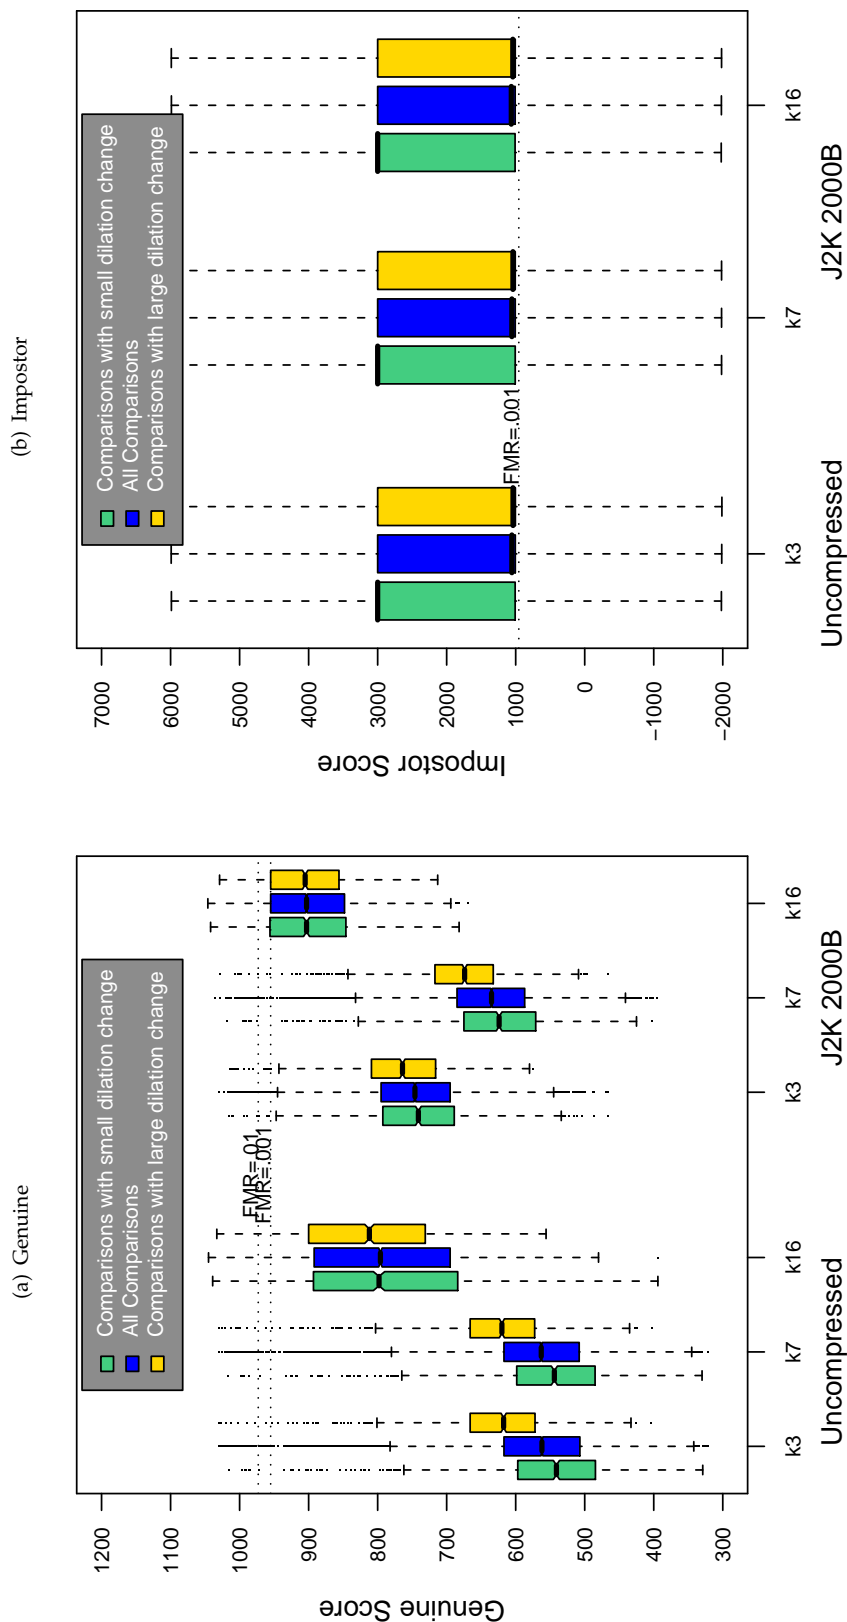 (a) Genuine
Comparisons with small dilation change
All Comparisons
Comparisons with large dilation change
FMR=.01
FMR=.001
Genuine Score
300
400
500
600
700
800
900
1000
1100
1200
k3
k7
k16
k3
k7
k16
Uncompressed
J2K 2000B
(b) Impostor
Comparisons with small dilation change
All Comparisons
Comparisons with large dilation change
FMR=.001
Impostor Score
−2000
−1000
0
1000
2000
3000
4000
5000
6000
7000
k3
k7
k16
Uncompressed
J2K 2000B